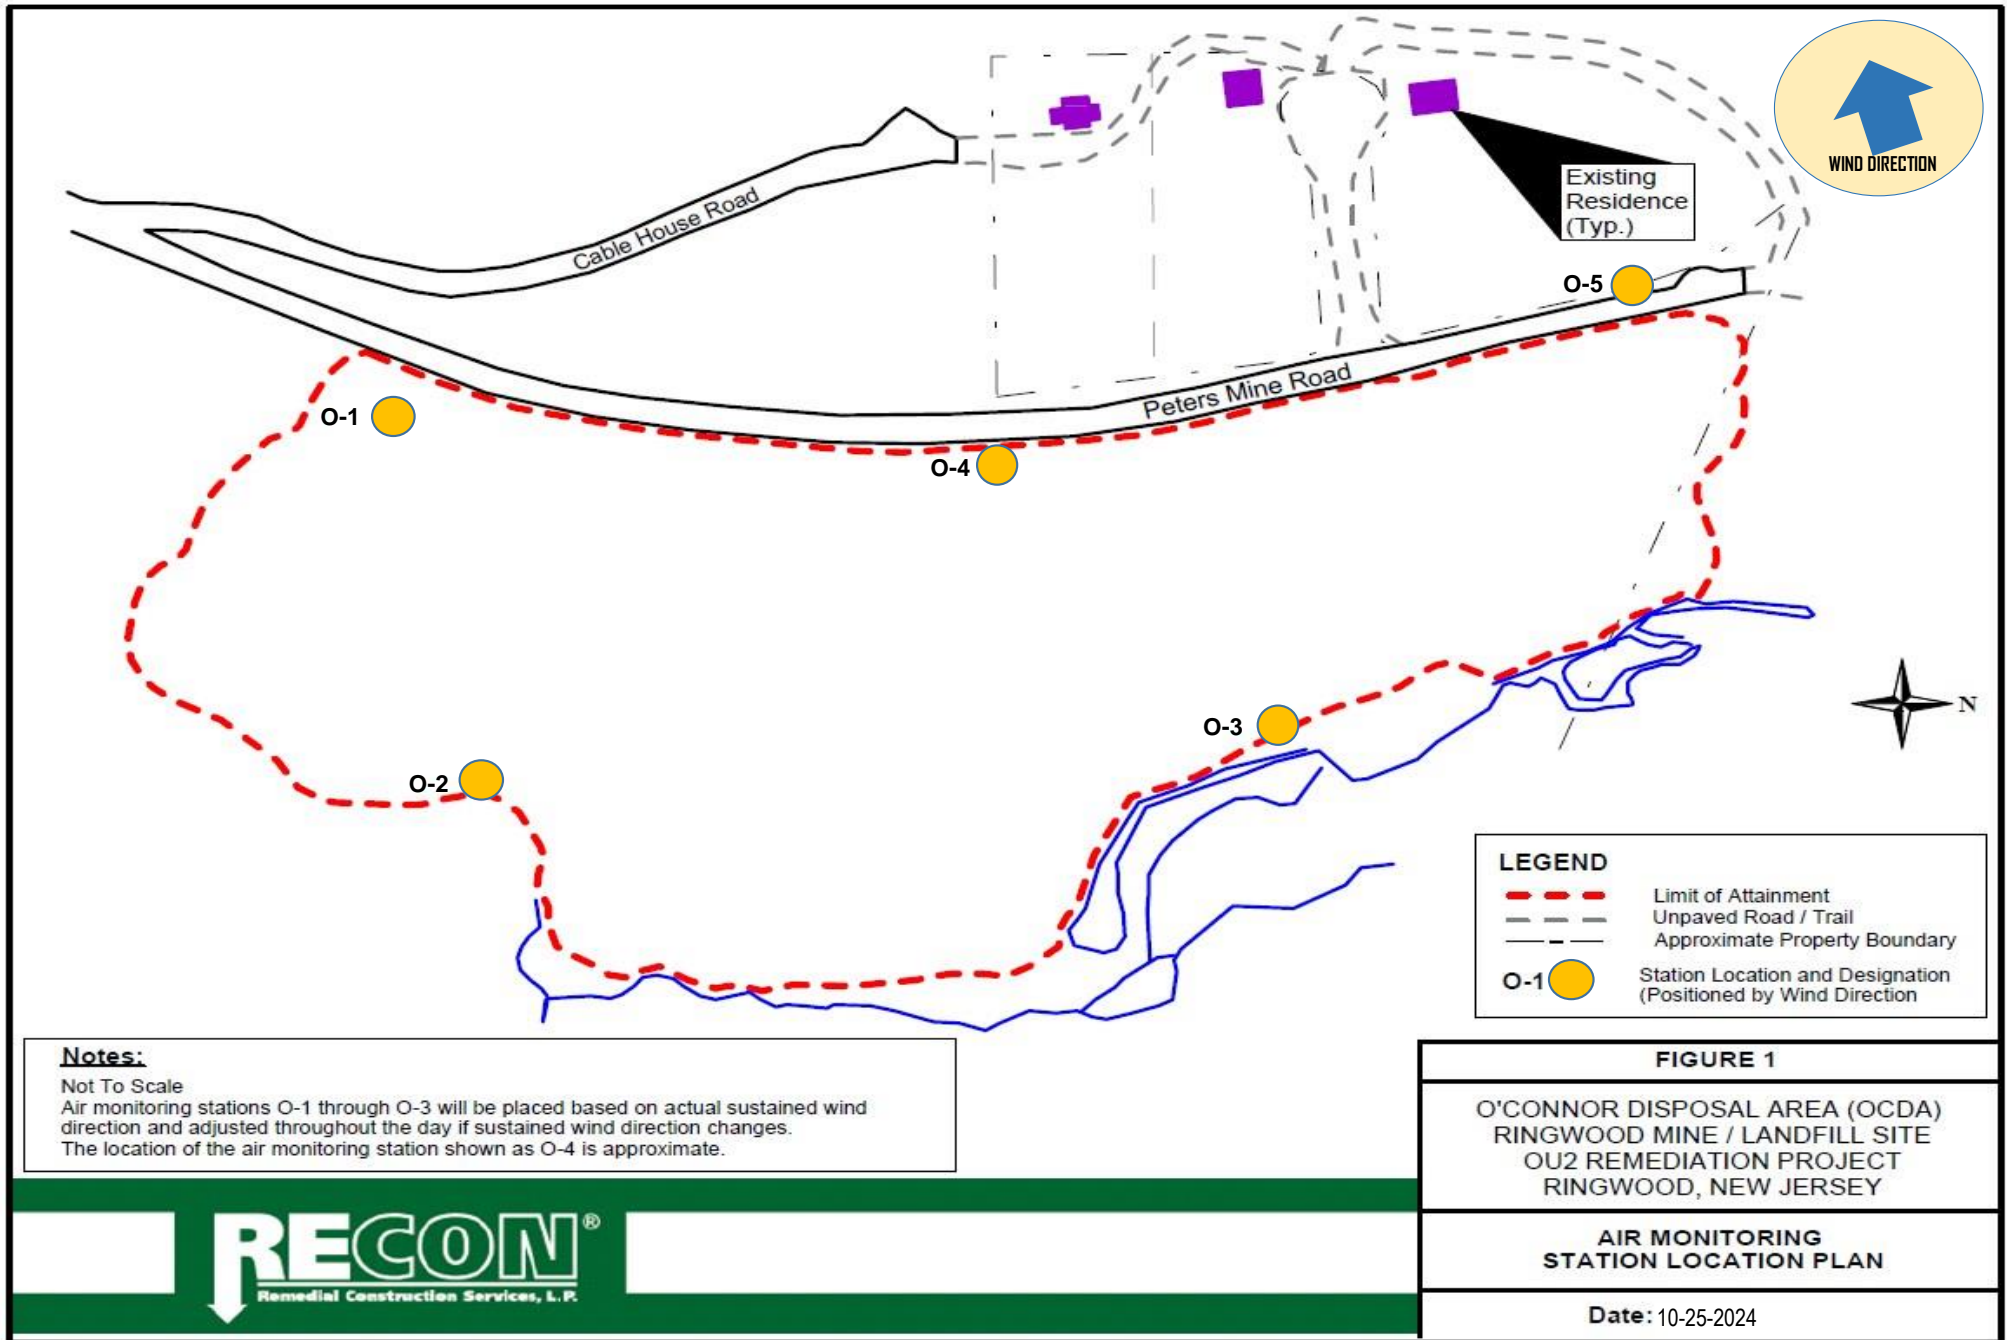 WIND DIRECTION
Existing
Residence
(Typ.)
Cable House Road
O-5
Peters Mine Road
O-1
O-4
N
O-3
O-2
LEGEND
Limit of Attainment
Unpaved Road / Trail
Approximate Property Boundary
O-1 Station Location and Designation
(Positioned by Wind Direction
Notes:
Not To Scale
Air monitoring stations O-1 through O-3 will be placed based on actual sustained wind
direction and adjusted throughout the day if sustained wind direction changes.
The location of the air monitoring station shown as O-4 is approximate.
FIGURE 1
O'CONNOR DISPOSAL AREA (OCDA)
RINGWOOD MINE / LANDFILL SITE
OU2 REMEDIATION PROJECT
RINGWOOD, NEW JERSEY
AIR MONITORING
STATION LOCATION PLAN
Date: 10-25-2024
RECON®
Remedial Construction Services, L.P.